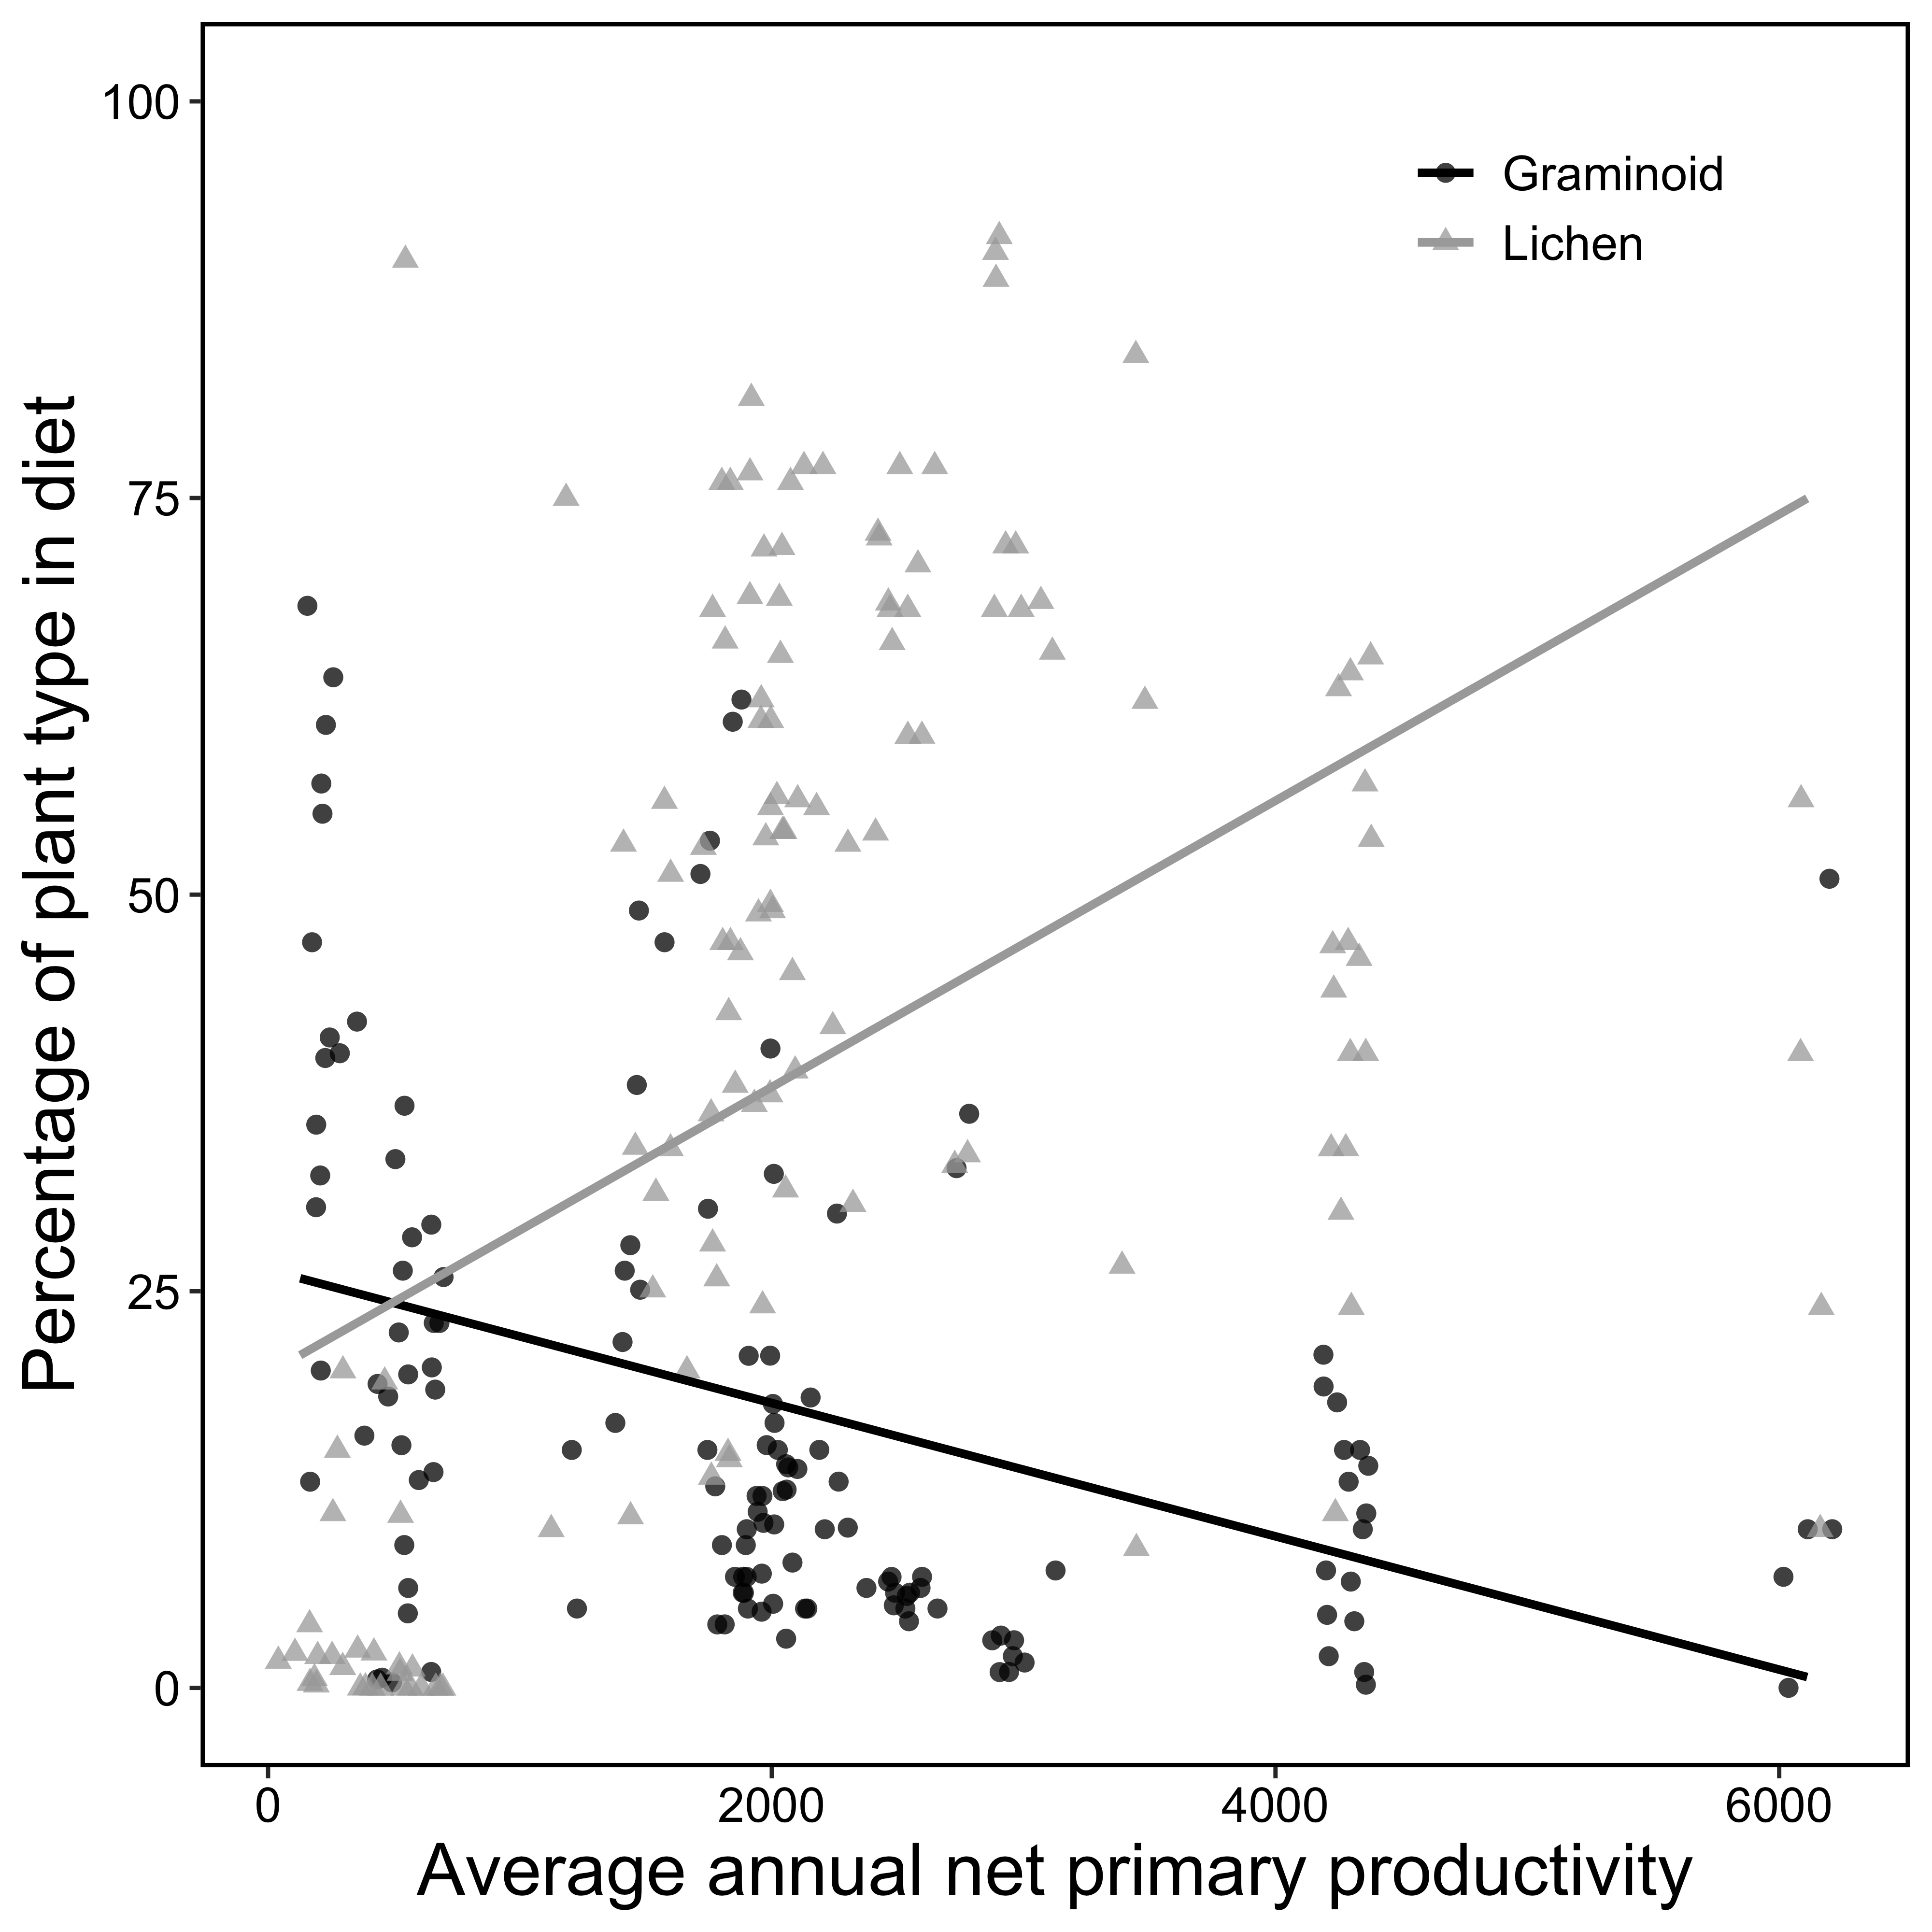 100
75
50
25
0
Percentage of plant type in diet
Graminoid
Lichen
0 2000 4000 6000
Average annual net primary productivity